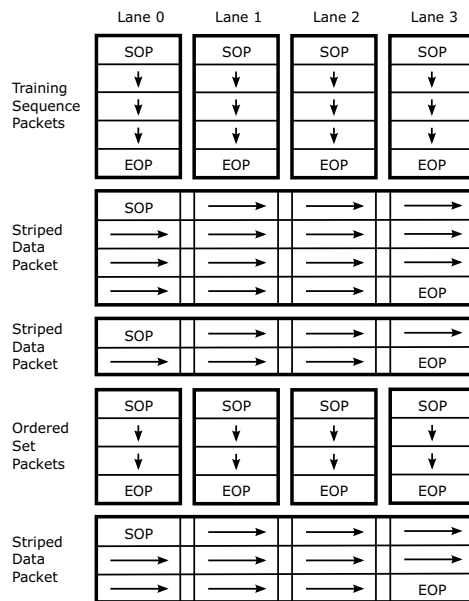 Lane 0 Lane 1 Lane 2 Lane 3
Training
Sequence
Packets
SOP SOP SOP SOP
EOP EOP EOP EOP
Striped
Data
Packet
SOP
EOP
Striped
Data
Packet
SOP
EOP
Ordered
Set
Packets
SOP SOP SOP SOP
EOP EOP EOP EOP
Striped
Data
Packet
SOP
EOP